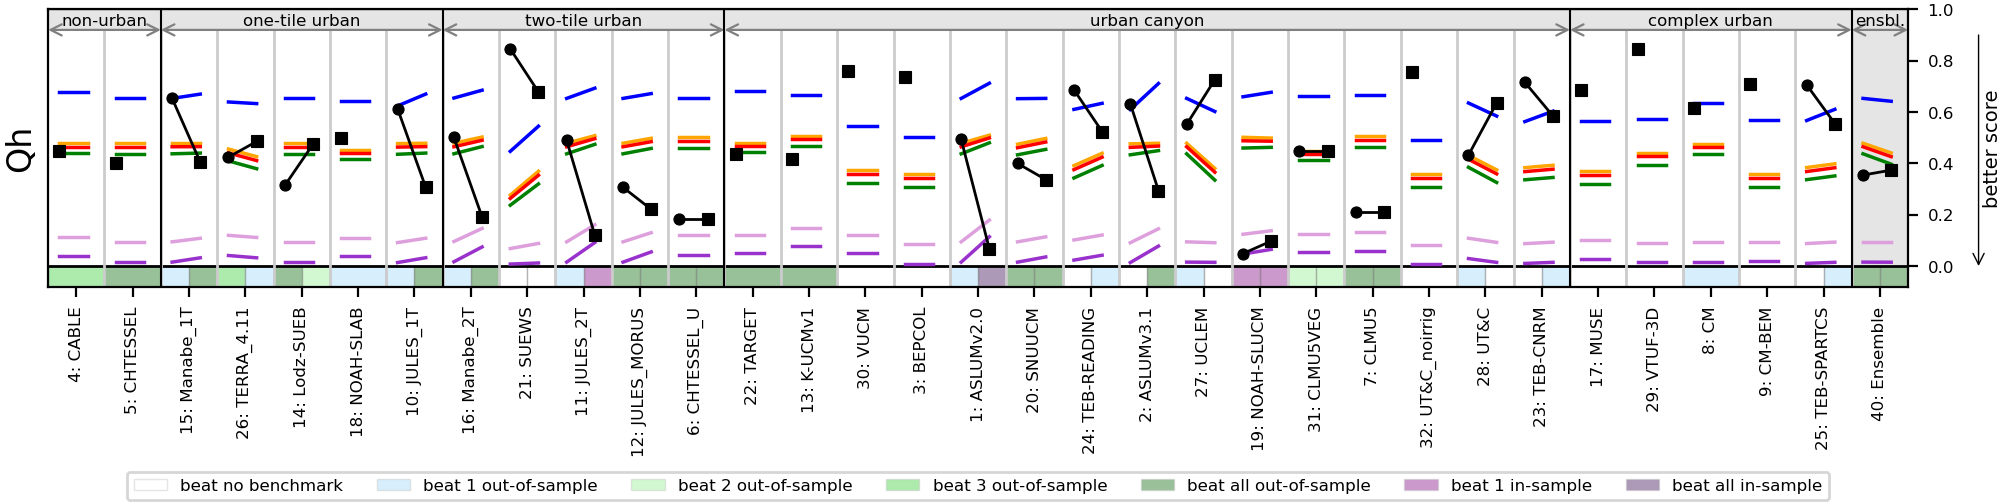 non-urban one-tile urban two-tile urban urban canyon complex urban ensbl.
Qh
1.0
0.8
0.6
0.4
0.2
0.0
better score
4: CABLE
5: CHTESSEL
15: Manabe_1T
26: TERRA_4.11
14: Lodz-SUEB
18: NOAH-SLAB
10: JULES_1T
16: Manabe_2T
21: SUEWS
11: JULES_2T
12: JULES_MORUS
6: CHTESSEL_U
22: TARGET
13: K-UCMv1
30: VUCM
3: BEPCOL
1: ASLUMv2.0
20: SNUUCM
24: TEB-READING
2: ASLUMv3.1
27: UCLEM
19: NOAH-SLUCM
31: CLMU5VEG
7: CLMU5
32: UT&C_noirrig
28: UT&C
23: TEB-CNRM
17: MUSE
29: VTUF-3D
8: CM
9: CM-BEM
25: TEB-SPARTCS
40: Ensemble
beat no benchmark beat 1 out-of-sample beat 2 out-of-sample beat 3 out-of-sample beat all out-of-sample beat 1 in-sample beat all in-sample